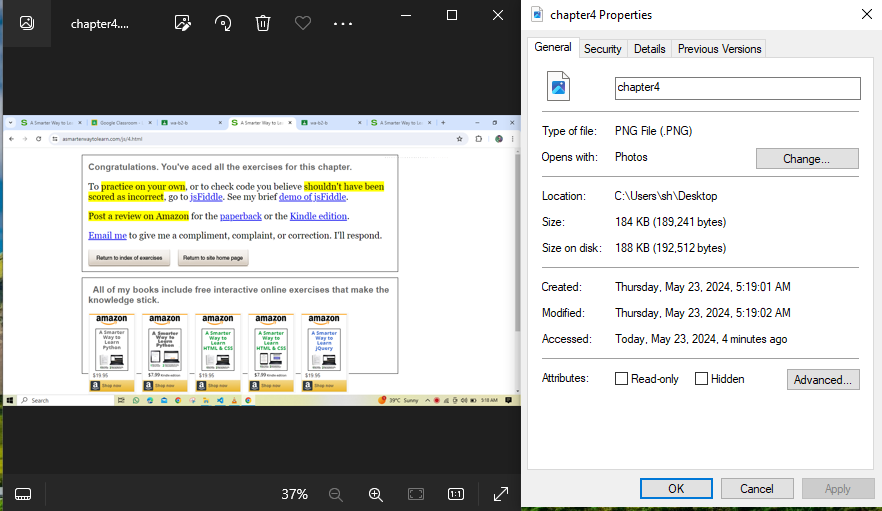 chapter4....
A Smarter Way to Le
Google Classroom -
wa-b2-b
A Smarter Way to Le
wa-b2-b
A Smarter Way to Le
asmarterwaytolearn.com/js/4.html
Congratulations. You've aced all the exercises for this chapter.
To practice on your own, or to check code you believe shouldn't have been
scored as incorrect, go to jsFiddle. See my brief demo of jsFiddle.
Post a review on Amazon for the paperback or the Kindle edition.
Email me to give me a compliment, complaint, or correction. I'll respond.
Return to index of exercises
Return to site home page
All of my books include free interactive online exercises that make the
knowledge stick.
amazon amazon amazon amazon amazon
A Smarter Way to Learn Python
A Smarter Way to Learn Python
A Smarter Way to Learn HTML & CSS
A Smarter Way to Learn HTML & CSS
A Smarter Way to Learn jQuery
$19.95 $7.99 Kindle edition $19.95 $7.99 Kindle edition $19.95
Shop now Shop now Shop now Shop now Shop now
Search
39°C Sunny
5:18 AM
37%
1:1
chapter4 Properties
General Security Details Previous Versions
chapter4
Type of file: PNG File (.PNG)
Opens with: Photos Change...
Location: C:\Users\sh\Desktop
Size: 184 KB (189,241 bytes)
Size on disk: 188 KB (192,512 bytes)
Created: Thursday, May 23, 2024, 5:19:01 AM
Modified: Thursday, May 23, 2024, 5:19:02 AM
Accessed: Today, May 23, 2024, 4 minutes ago
Attributes: Read-only Hidden Advanced...
OK Cancel Apply